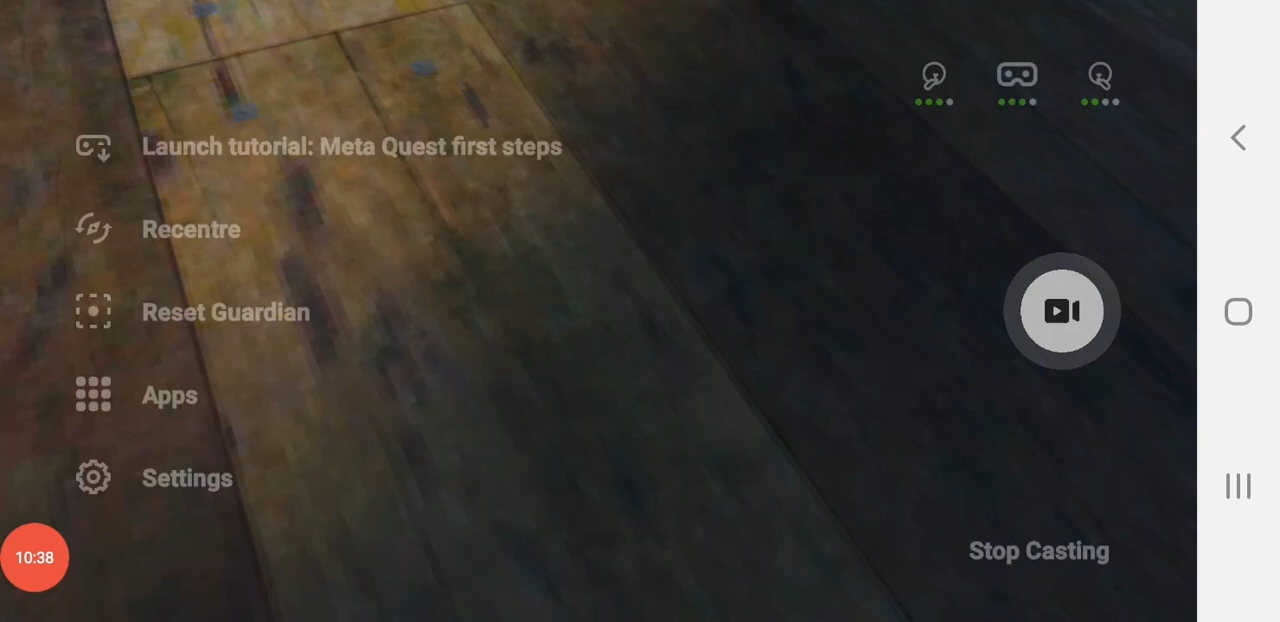 Launch tutorial: Meta Quest first steps
Recentre
Reset Guardian
Apps
Settings
10:38
Stop Casting